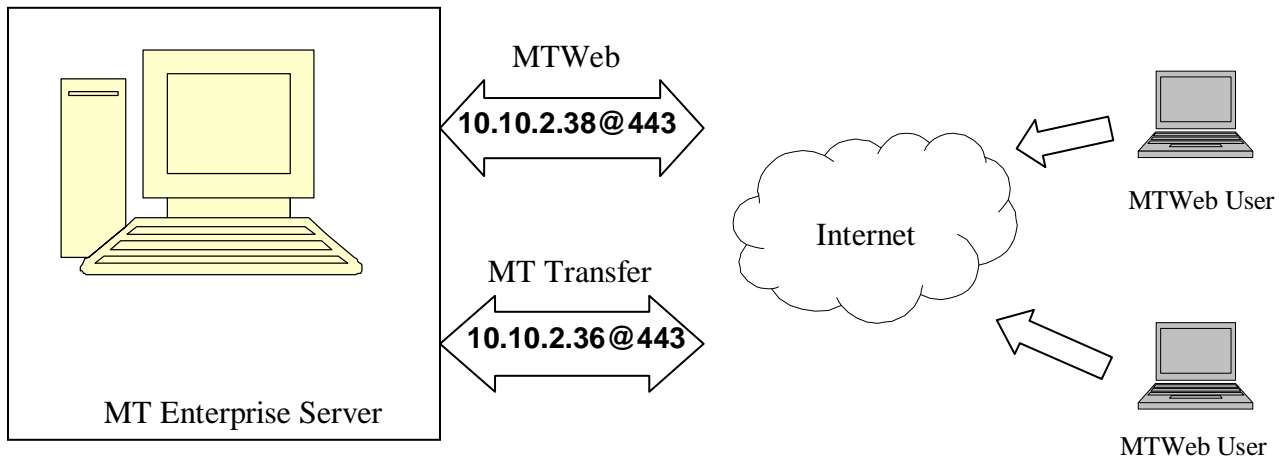 MTWeb
10.10.2.38@443
MTWeb User
Internet
MT Transfer
10.10.2.36@443
MT Enterprise Server
MTWeb User